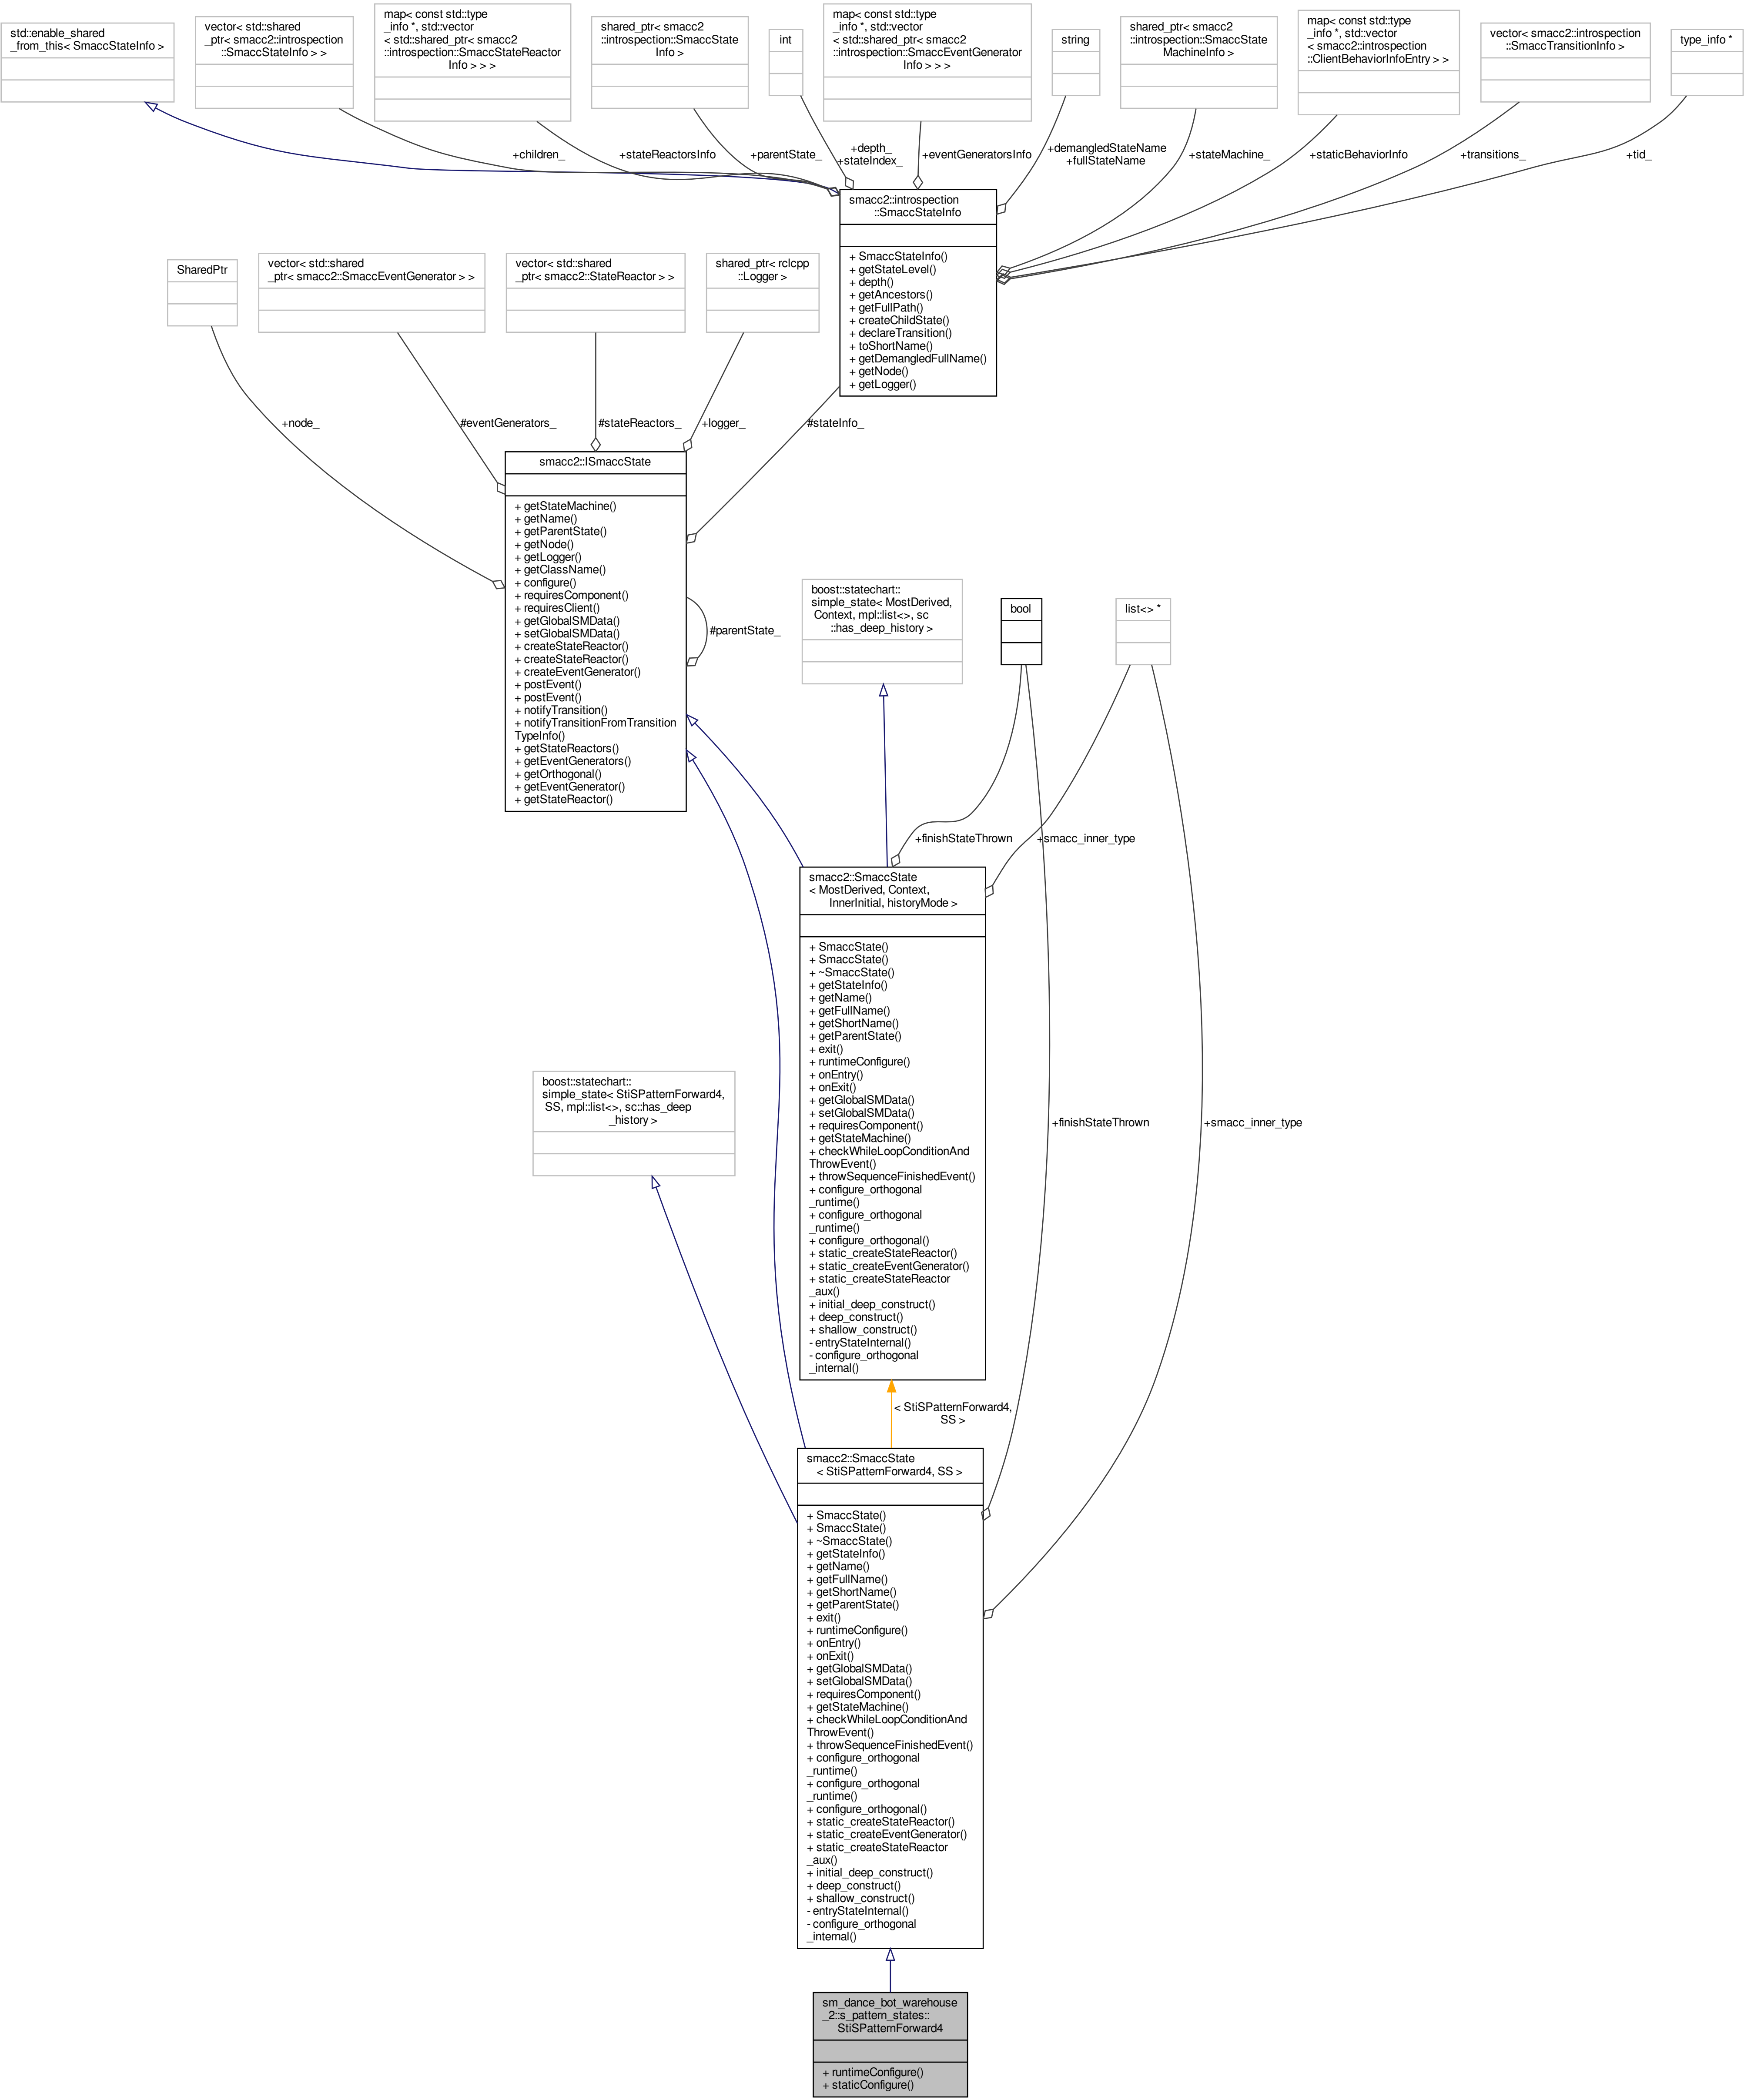 std::enable_shared
_from_this< SmaccStateInfo >
vector< std::shared
_ptr< smacc2::introspection
::SmaccStateInfo > >
map< const std::type
_info *, std::vector
< std::shared_ptr< smacc2
::introspection::SmaccStateReactor
Info > > >
shared_ptr< smacc2
::introspection::SmaccState
Info >
int
map< const std::type
_info *, std::vector
< std::shared_ptr< smacc2
::introspection::SmaccEventGenerator
Info > > >
string
shared_ptr< smacc2
::introspection::SmaccState
MachineInfo >
map< const std::type
_info *, std::vector
< smacc2::introspection
::ClientBehaviorInfoEntry > >
vector< smacc2::introspection
::SmaccTransitionInfo >
type_info *
+children_
+stateReactorsInfo
+parentState_
+depth_
+stateIndex_
+eventGeneratorsInfo
+demangledStateName
+fullStateName
+stateMachine_
+staticBehaviorInfo
+transitions_
+tid_
smacc2::introspection
::SmaccStateInfo
+ SmaccStateInfo()
+ getStateLevel()
+ depth()
+ getAncestors()
+ getFullPath()
+ createChildState()
+ declareTransition()
+ toShortName()
+ getDemangledFullName()
+ getNode()
+ getLogger()
SharedPtr
vector< std::shared
_ptr< smacc2::SmaccEventGenerator > >
vector< std::shared
_ptr< smacc2::StateReactor > >
shared_ptr< rclcpp
::Logger >
+node_
#eventGenerators_
#stateReactors_
+logger_
#stateInfo_
smacc2::ISmaccState
+ getStateMachine()
+ getName()
+ getParentState()
+ getNode()
+ getLogger()
+ getClassName()
+ configure()
+ requiresComponent()
+ requiresClient()
+ getGlobalSMData()
+ setGlobalSMData()
+ createStateReactor()
+ createStateReactor()
+ createEventGenerator()
+ postEvent()
+ postEvent()
+ notifyTransition()
+ notifyTransitionFromTransition
TypeInfo()
+ getStateReactors()
+ getEventGenerators()
+ getOrthogonal()
+ getEventGenerator()
+ getStateReactor()
#parentState_
boost::statechart::
simple_state< MostDerived,
Context, mpl::list<>, sc
::has_deep_history >
bool
list<> *
+finishStateThrown
+smacc_inner_type
smacc2::SmaccState
< MostDerived, Context,
InnerInitial, historyMode >
+ SmaccState()
+ SmaccState()
+ ~SmaccState()
+ getStateInfo()
+ getName()
+ getFullName()
+ getShortName()
+ getParentState()
+ exit()
+ runtimeConfigure()
+ onEntry()
+ onExit()
+ getGlobalSMData()
+ setGlobalSMData()
+ requiresComponent()
+ getStateMachine()
+ checkWhileLoopConditionAnd
ThrowEvent()
+ throwSequenceFinishedEvent()
+ configure_orthogonal
_runtime()
+ configure_orthogonal
_runtime()
+ configure_orthogonal()
+ static_createStateReactor()
+ static_createEventGenerator()
+ static_createStateReactor
_aux()
+ initial_deep_construct()
+ deep_construct()
+ shallow_construct()
- entryStateInternal()
- configure_orthogonal
_internal()
boost::statechart::
simple_state< StiSPatternForward4,
SS, mpl::list<>, sc::has_deep
_history >
+finishStateThrown
+smacc_inner_type
< StiSPatternForward4,
SS >
smacc2::SmaccState
< StiSPatternForward4, SS >
+ SmaccState()
+ SmaccState()
+ ~SmaccState()
+ getStateInfo()
+ getName()
+ getFullName()
+ getShortName()
+ getParentState()
+ exit()
+ runtimeConfigure()
+ onEntry()
+ onExit()
+ getGlobalSMData()
+ setGlobalSMData()
+ requiresComponent()
+ getStateMachine()
+ checkWhileLoopConditionAnd
ThrowEvent()
+ throwSequenceFinishedEvent()
+ configure_orthogonal
_runtime()
+ configure_orthogonal
_runtime()
+ configure_orthogonal()
+ static_createStateReactor()
+ static_createEventGenerator()
+ static_createStateReactor
_aux()
+ initial_deep_construct()
+ deep_construct()
+ shallow_construct()
- entryStateInternal()
- configure_orthogonal
_internal()
sm_dance_bot_warehouse
_2::s_pattern_states::
StiSPatternForward4
+ runtimeConfigure()
+ staticConfigure()